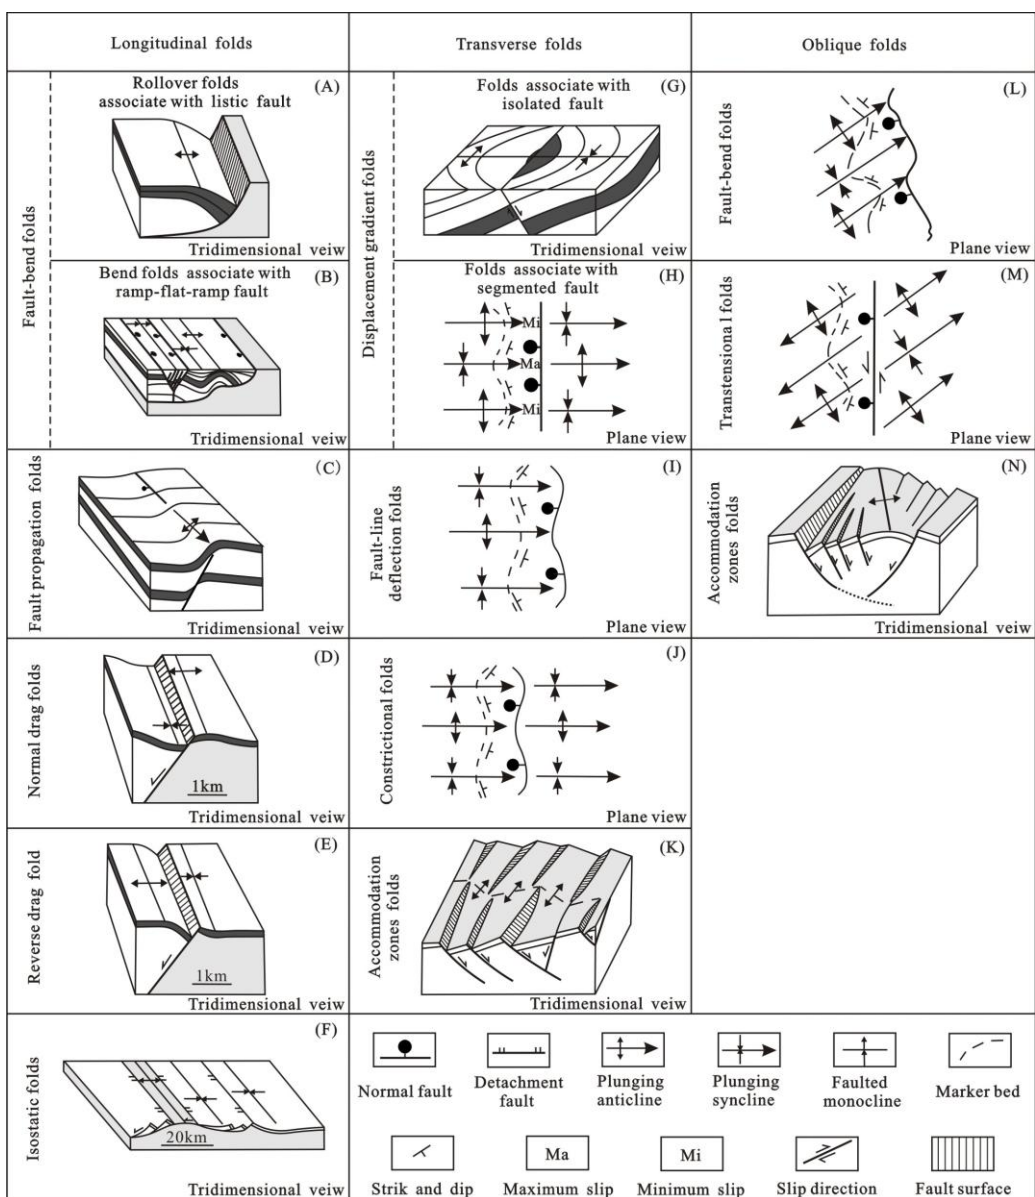 Longitudinal folds
Transverse folds
Oblique folds
Fault-bend folds
Rollover folds
associate with listic fault
(A)
Tridimensional veiw
Bend folds associate with
ramp-flat-ramp fault
(B)
Tridimensional veiw
Fault propagation folds
(C)
Tridimensional veiw
Normal drag folds
(D)
1km
Tridimensional veiw
Reverse drag fold
(E)
1km
Tridimensional veiw
Isostatic folds
(F)
20km
Tridimensional veiw
Displacement gradient folds
Folds associate with
isolated fault
(G)
Tridimensional veiw
Folds associate with
segmented fault
(H)
Mi
Ma
Mi
Plane view
Fault-line
deflection folds
(I)
Plane view
Constrictional folds
(J)
Plane view
Accommodation
zones folds
(K)
Tridimensional veiw
Fault-bend folds
(L)
Plane view
Transtensional folds
(M)
Plane view
Accommodation
zones folds
(N)
Tridimensional veiw
Normal fault
Detachment
fault
Plunging
anticline
Plunging
syncline
Faulted
monocline
Marker bed
Strik and dip
Ma
Maximum slip
Mi
Minimum slip
Slip direction
Fault surface